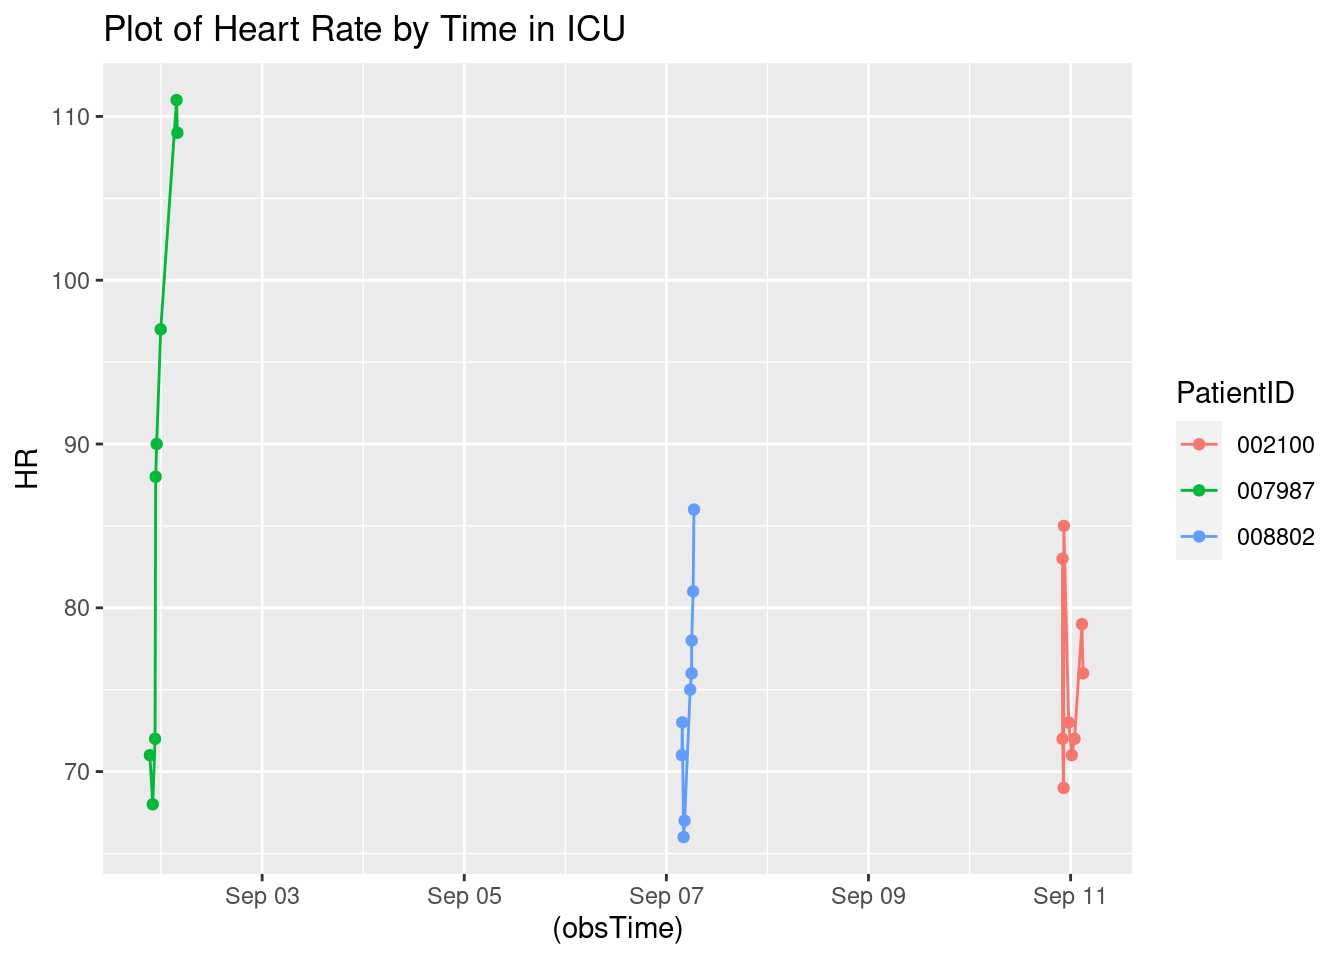 Plot of Heart Rate by Time in ICU
110
100
90
80
70
HR
Sep 03
Sep 05
Sep 07
Sep 09
Sep 11
(obsTime)
PatientID
002100
007987
008802